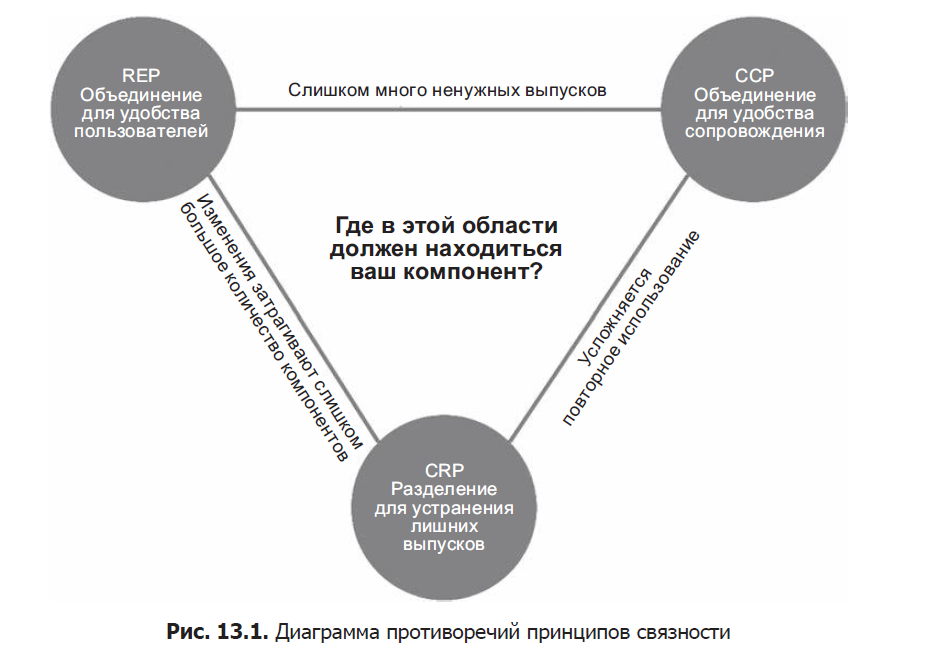 REP
Объединение
для удобства
пользователей
Слишком много ненужных выпусков
CCP
Объединение
для удобства
сопровождения
Изменения затрагивают слишком
большое количество компонентов
Где в этой области
должен находиться
ваш компонент?
Усложняется
повторное использование
CRP
Разделение
для устранения
лишних
выпусков
Рис. 13.1. Диаграмма противоречий принципов связности